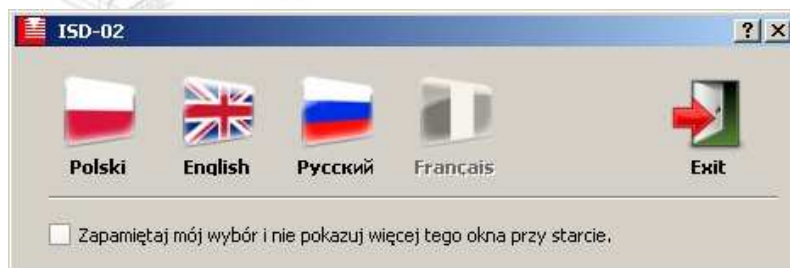 ISD-02
Polski English Русский Français Exit
Zapamiętaj mój wybór i nie pokazuj więcej tego okna przy starcie.